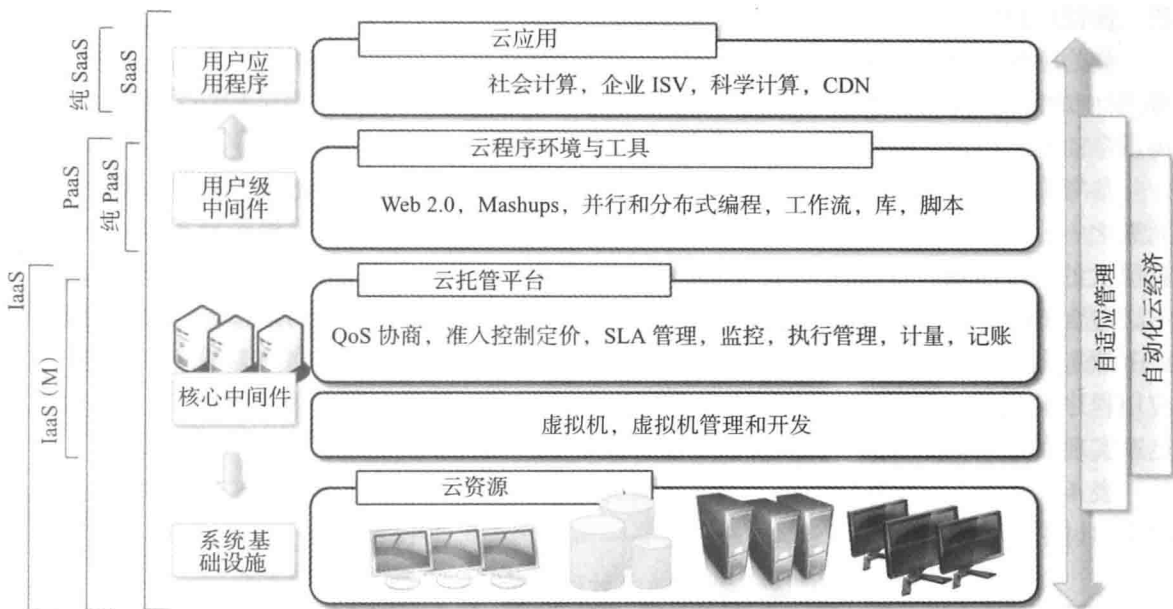 云应用
纯 SaaS
SaaS
用户应
用程序
社会计算，企业 ISV，科学计算，CDN
云程序环境与工具
PaaS
纯 PaaS
用户级
中间件
Web 2.0，Mashups，并行和分布式编程，工作流，库，脚本
IaaS
云托管平台
QoS 协商，准入控制定价，SLA 管理，监控，执行管理，计量，记账
IaaS（M）
核心中间件
虚拟机，虚拟机管理和开发
云资源
系统基
础设施
自适应管理
自动化云经济